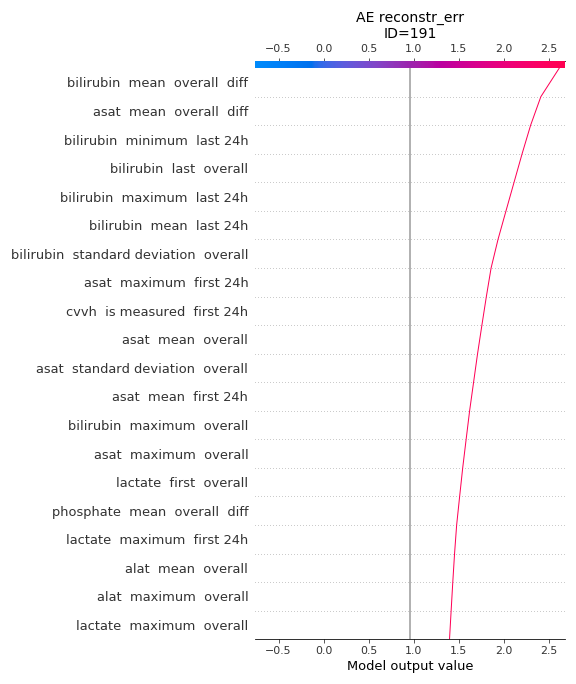 AE reconstr_err
ID=191
−0.5 0.0 0.5 1.0 1.5 2.0 2.5
bilirubin mean overall diff
asat mean overall diff
bilirubin minimum last 24h
bilirubin last overall
bilirubin maximum last 24h
bilirubin mean last 24h
bilirubin standard deviation overall
asat maximum first 24h
cvvh is measured first 24h
asat mean overall
asat standard deviation overall
asat mean first 24h
bilirubin maximum overall
asat maximum overall
lactate first overall
phosphate mean overall diff
lactate maximum first 24h
alat mean overall
alat maximum overall
lactate maximum overall
−0.5 0.0 0.5 1.0 1.5 2.0 2.5
Model output value